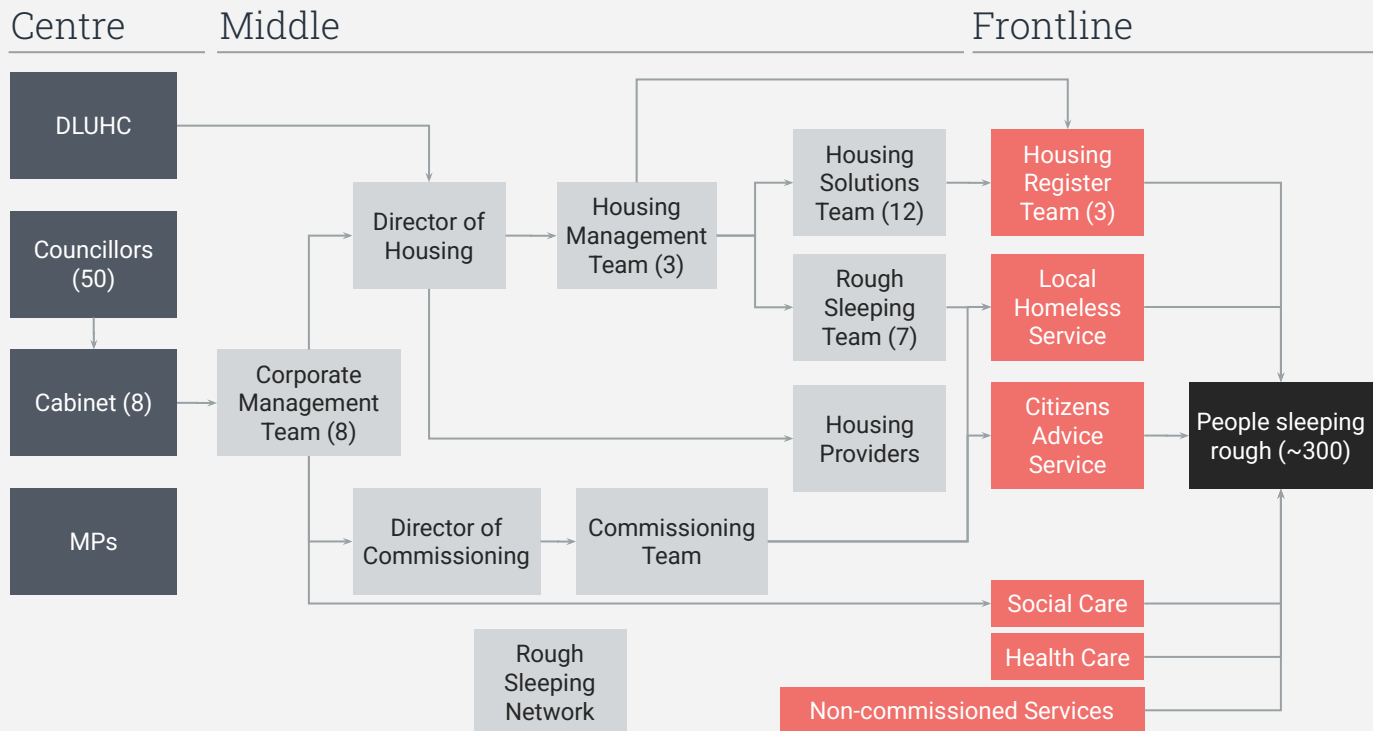 Centre
Middle
Frontline
DLUHC
Councillors
(50)
Cabinet (8)
MPs
Corporate
Management
Team (8)
Director of
Housing
Director of
Commissioning
Housing
Management
Team (3)
Commissioning
Team
Rough
Sleeping
Network
Housing
Solutions
Team (12)
Rough
Sleeping
Team (7)
Housing
Providers
Housing
Register
Team (3)
Local
Homeless
Service
Citizens
Advice
Service
Social Care
Health Care
Non-commissioned Services
People sleeping
rough (~300)